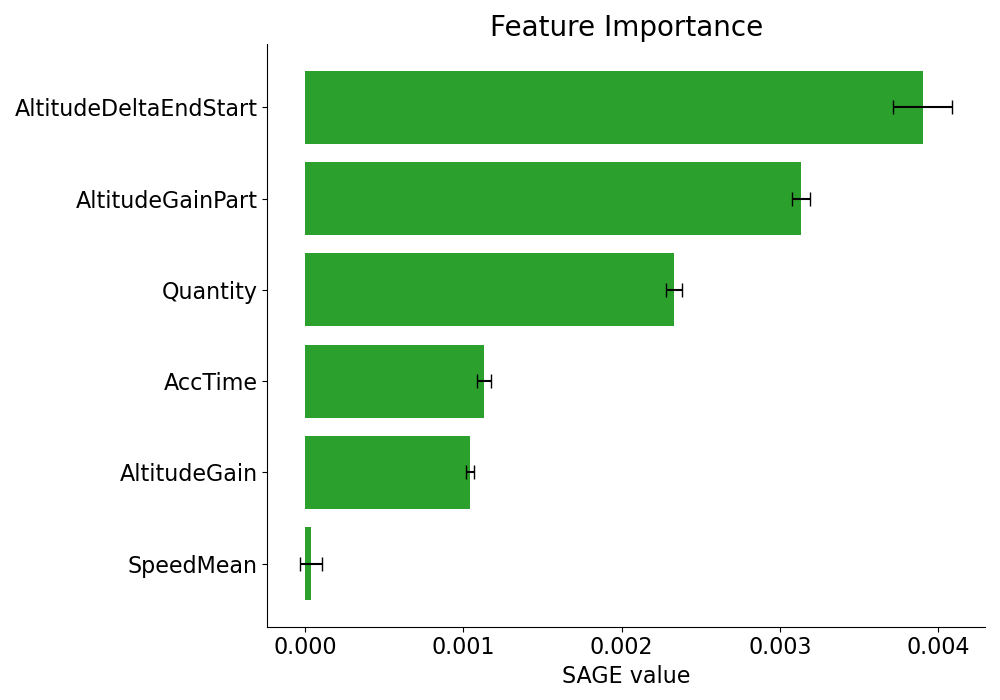 Feature Importance
AltitudeDeltaEndStart
AltitudeGainPart
Quantity
AccTime
AltitudeGain
SpeedMean
0.000 0.001 0.002 0.003 0.004
SAGE value